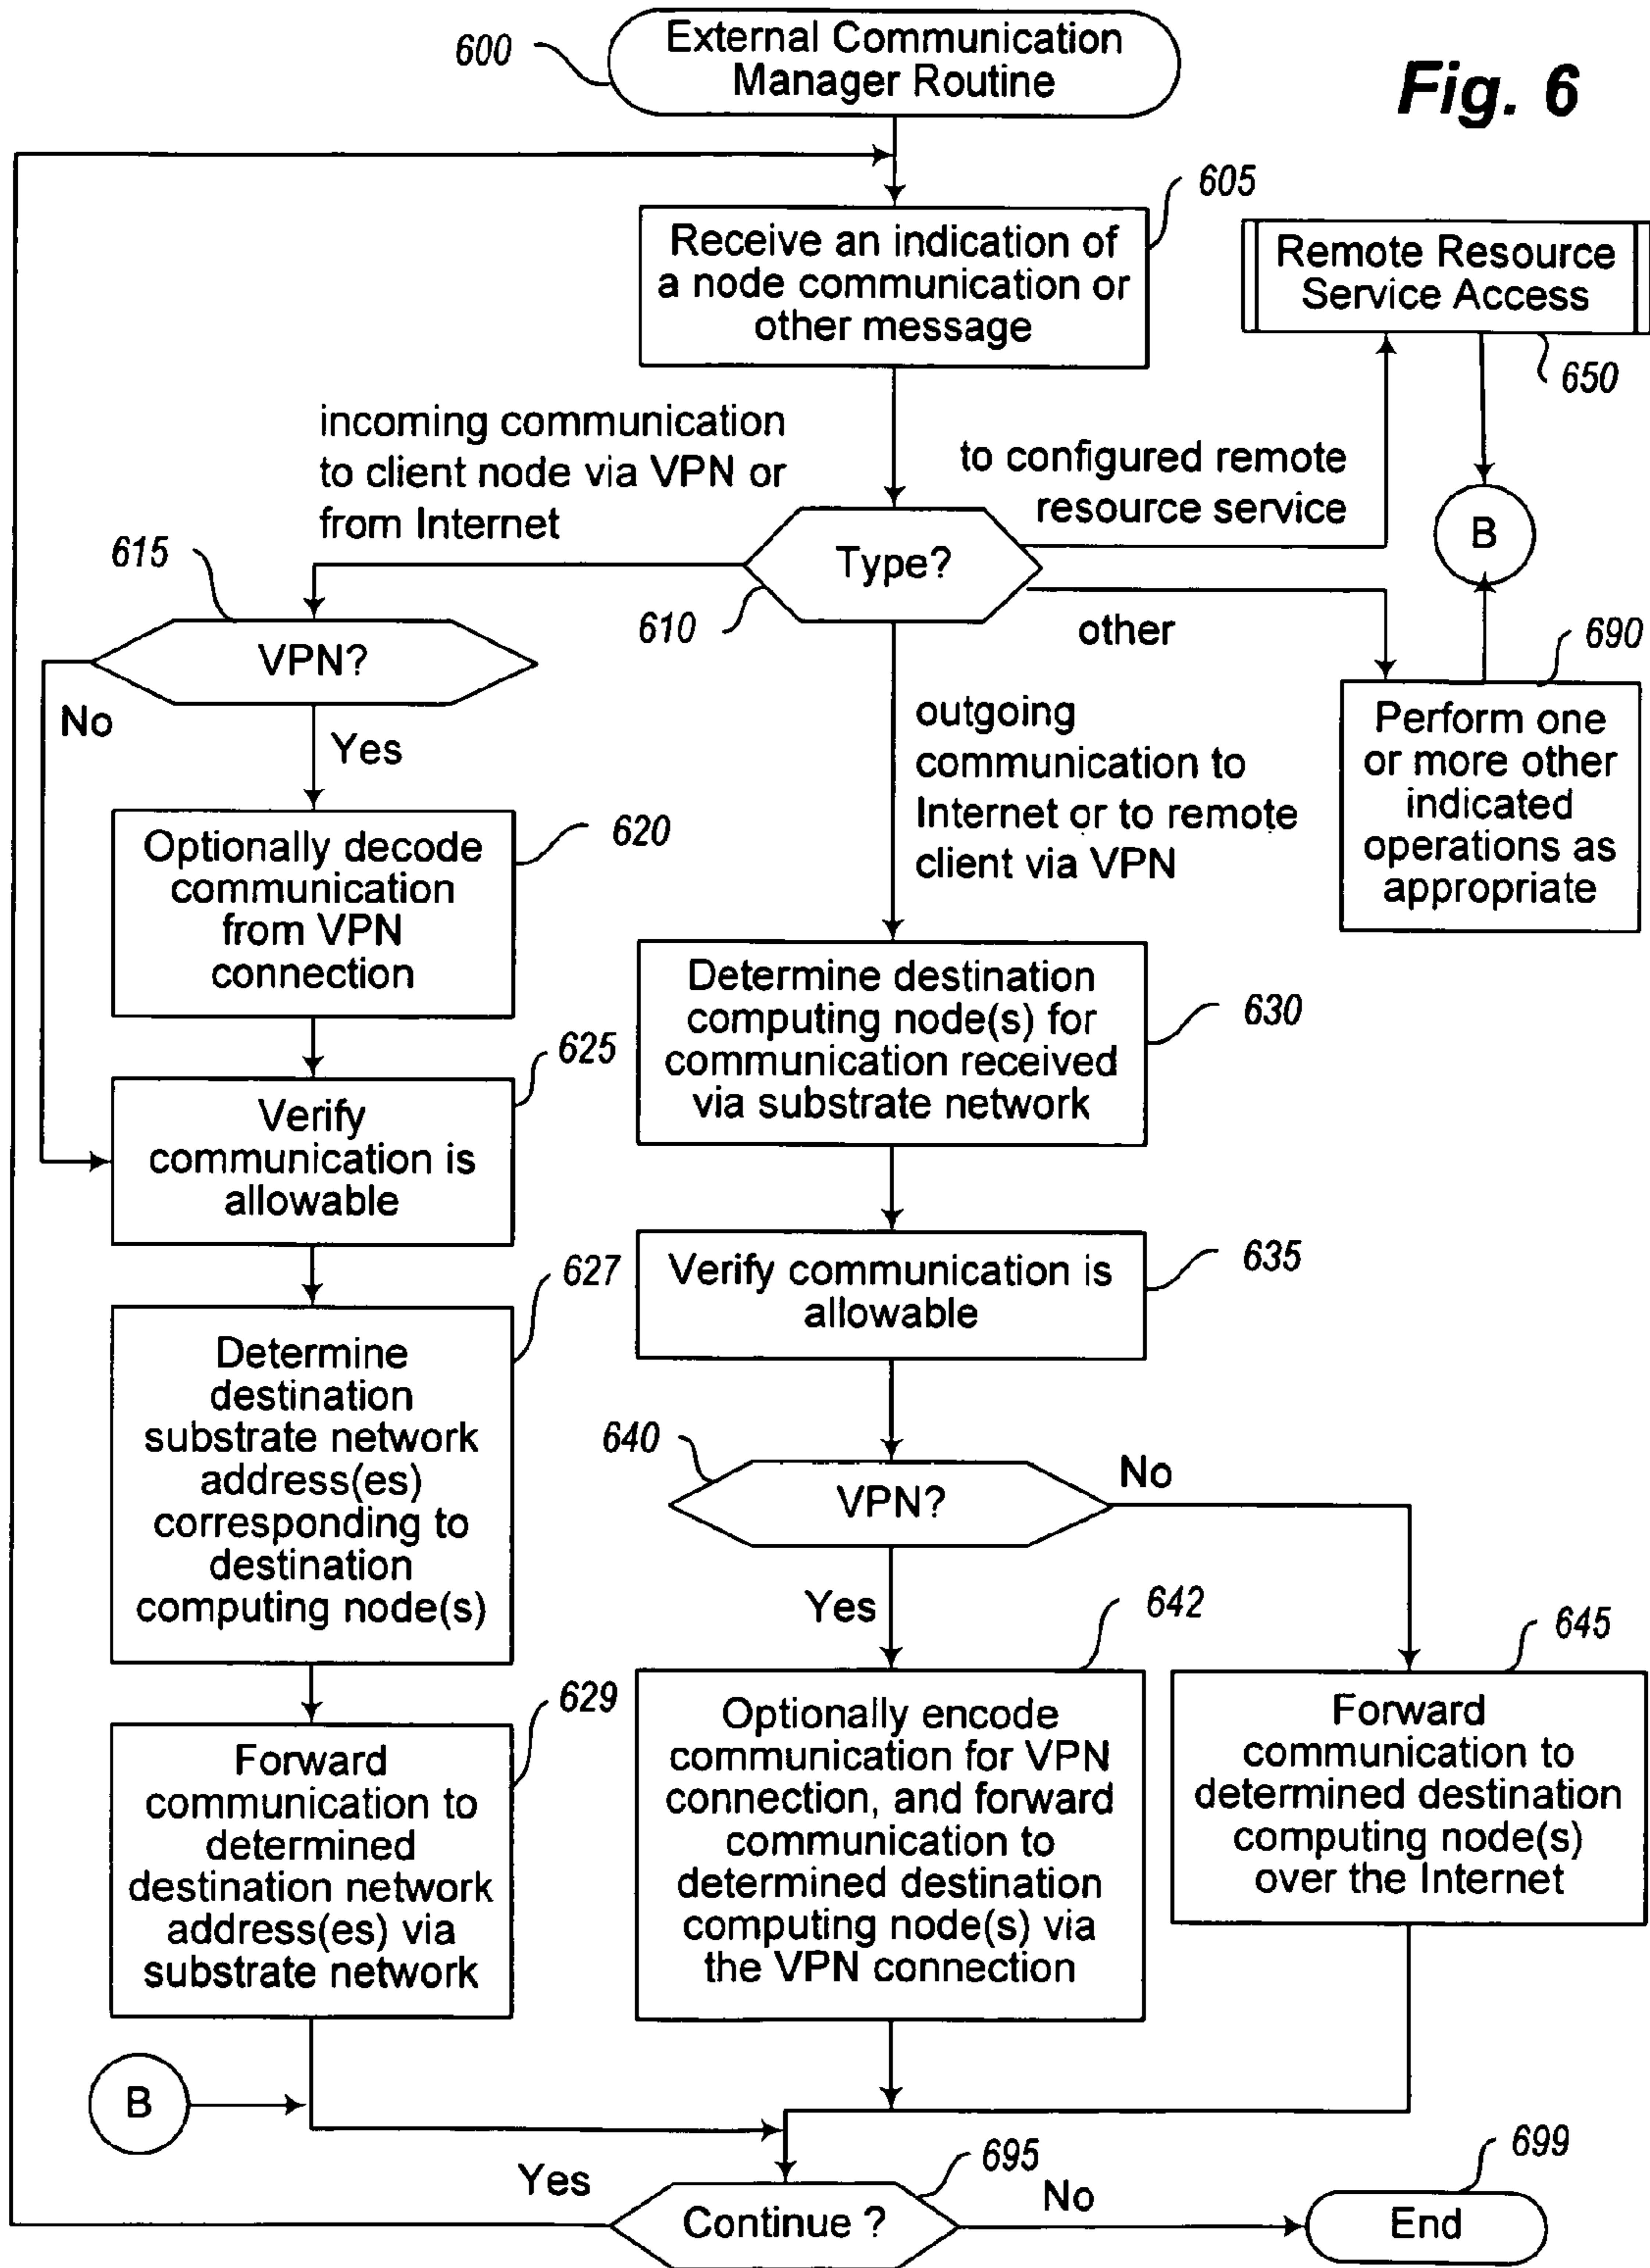 External Communication
Manager Routine
600
Fig. 6
605
Receive an indication of
a node communication or
other message
Remote Resource
Service Access
650
incoming communication
to client node via VPN or
from Internet
to configured remote
resource service
B
615
Type?
610
other
690
VPN?
No
Yes
outgoing
communication to
Internet or to remote
client via VPN
Perform one
or more other
indicated
operations as
appropriate
Optionally decode
communication
from VPN
connection
620
Determine destination
computing node(s) for
communication received
via substrate network
630
625
Verify
communication is
allowable
Verify communication is
allowable
635
627
Determine
destination
substrate network
address(es)
corresponding to
destination
computing node(s)
640
VPN?
No
Yes
642
645
629
Forward
communication to
determined
destination network
address(es) via
substrate network
Optionally encode
communication for VPN
connection, and forward
communication to
determined destination
computing node(s) via
the VPN connection
Forward
communication to
determined destination
computing node(s)
over the Internet
B
Yes
695
Continue ?
No
699
End